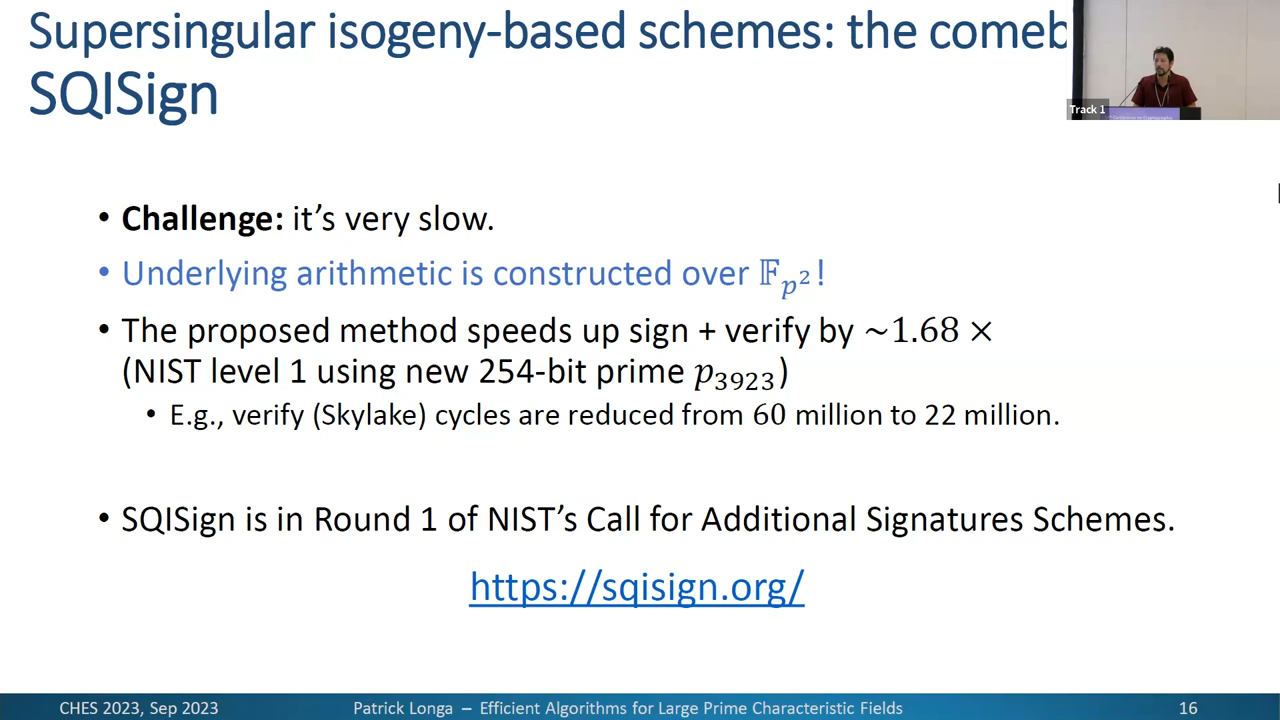 Supersingular isogeny-based schemes: the comeb
SQISign
Track 1
• Challenge: it's very slow.
• Underlying arithmetic is constructed over 𝔽_{p^2}!
• The proposed method speeds up sign + verify by ~1.68 ×
(NIST level 1 using new 254-bit prime p_{3923})
• E.g., verify (Skylake) cycles are reduced from 60 million to 22 million.
• SQISign is in Round 1 of NIST's Call for Additional Signatures Schemes.
https://sqisign.org/
CHES 2023, Sep 2023
Patrick Longa – Efficient Algorithms for Large Prime Characteristic Fields
16